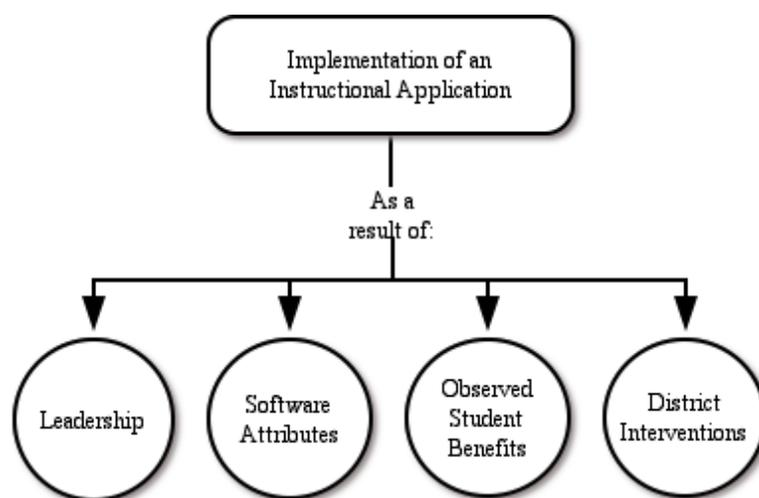 Implementation of an
Instructional Application
As a
result of:
Leadership
Software
Attributes
Observed
Student
Benefits
District
Interventions